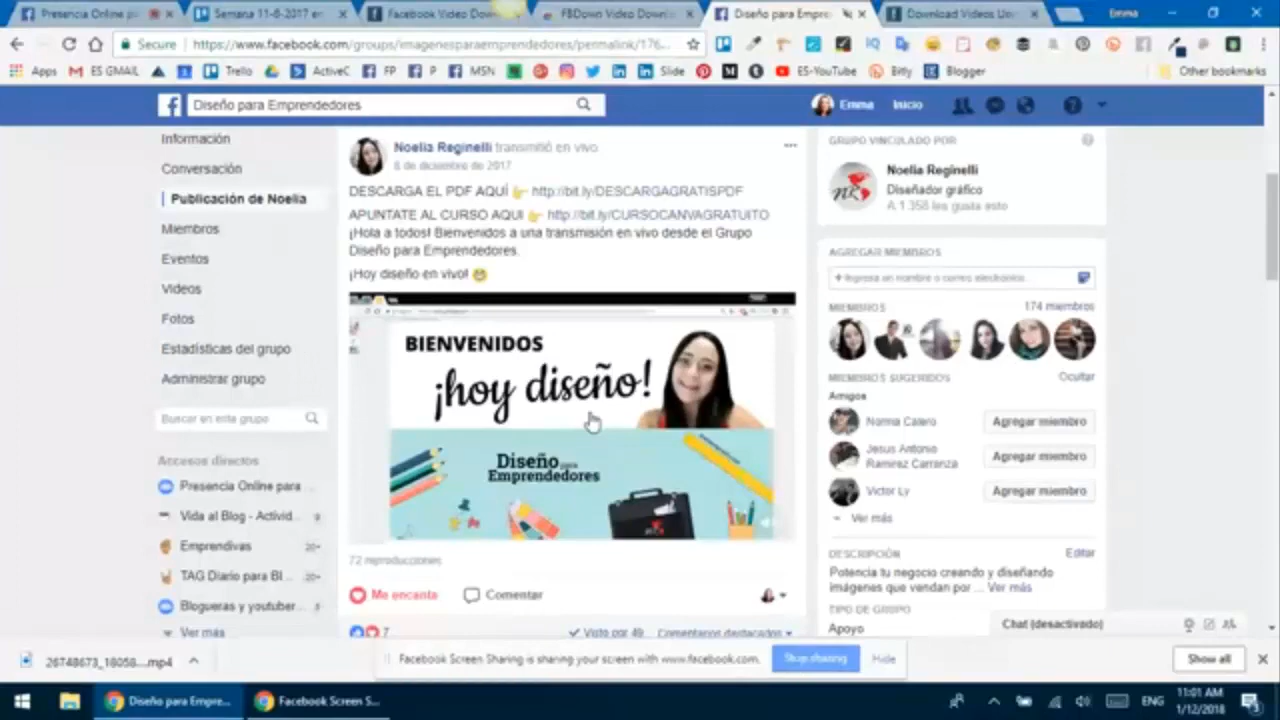 Presencia Online p
Semana 11-6-2017 en
Facebook Video Down
FBDown Video Downl
Diseño para Empre
Download Videos Us
Emma
Secure
https://www.facebook.com/groups/imagenesparaemprendedores/permalink/176...
Apps
ES GMAIL
Trello
ActiveC
FP
P
MSN
Slide
ES-YouTube
Bitly
Blogger
Other bookmarks
Diseño para Emprendedores
Emma
Inicio
Información
Conversación
Publicación de Noelia
Miembros
Eventos
Videos
Fotos
Estadísticas del grupo
Administrar grupo
Buscar en este grupo
Accesos directos
Presencia Online para
Vida al Blog - Activid...
Emprendivas 20+
TAG Diario para Bl ... 20+
Blogueras y youtuber...
Ver más
Noelia Reginelli transmitió en vivo
8 de diciembre de 2017
DESCARGA EL PDF AQUÍ 👉 http://bit.ly/DESCARGAGRATISPDF
APUNTATE AL CURSO AQUI 👉 http://bit.ly/CURSOCANVAGRATUITO
¡Hola a todos! Bienvenidos a una transmisión en vivo desde el Grupo
Diseño para Emprendedores.
¡Hoy diseño en vivo! 😁
BIENVENIDOS
¡hoy diseño!
Diseño para
Emprendedores
72 reproducciones
Me encanta
Comentar
7
Visto por 49
Comentarios destacados
GRUPO VINCULADO POR
Noelia Reginelli
Diseñador gráfico
A 1.358 les gusta esto
AGREGAR MIEMBROS
+ Ingresa un nombre o correo electrónico.
MIEMBROS
174 miembros
MIEMBROS SUGERIDOS
Ocultar
Amigos
Norma Calero
Agregar miembro
Jesus Antonio
Ramirez Carranza
Agregar miembro
Victor Ly
Agregar miembro
Ver más
DESCRIPCIÓN
Editar
Potencia tu negocio creando y diseñando
imágenes que vendan por ... Ver más
TIPO DE GRUPO
Apoyo
Chat (desactivado)
26748673_18058....mp4
Facebook Screen Sharing is sharing your screen with www.facebook.com.
Stop sharing
Hide
Show all
Diseño para Empre...
Facebook Screen S...
ENG
11:01 AM
1/12/2018